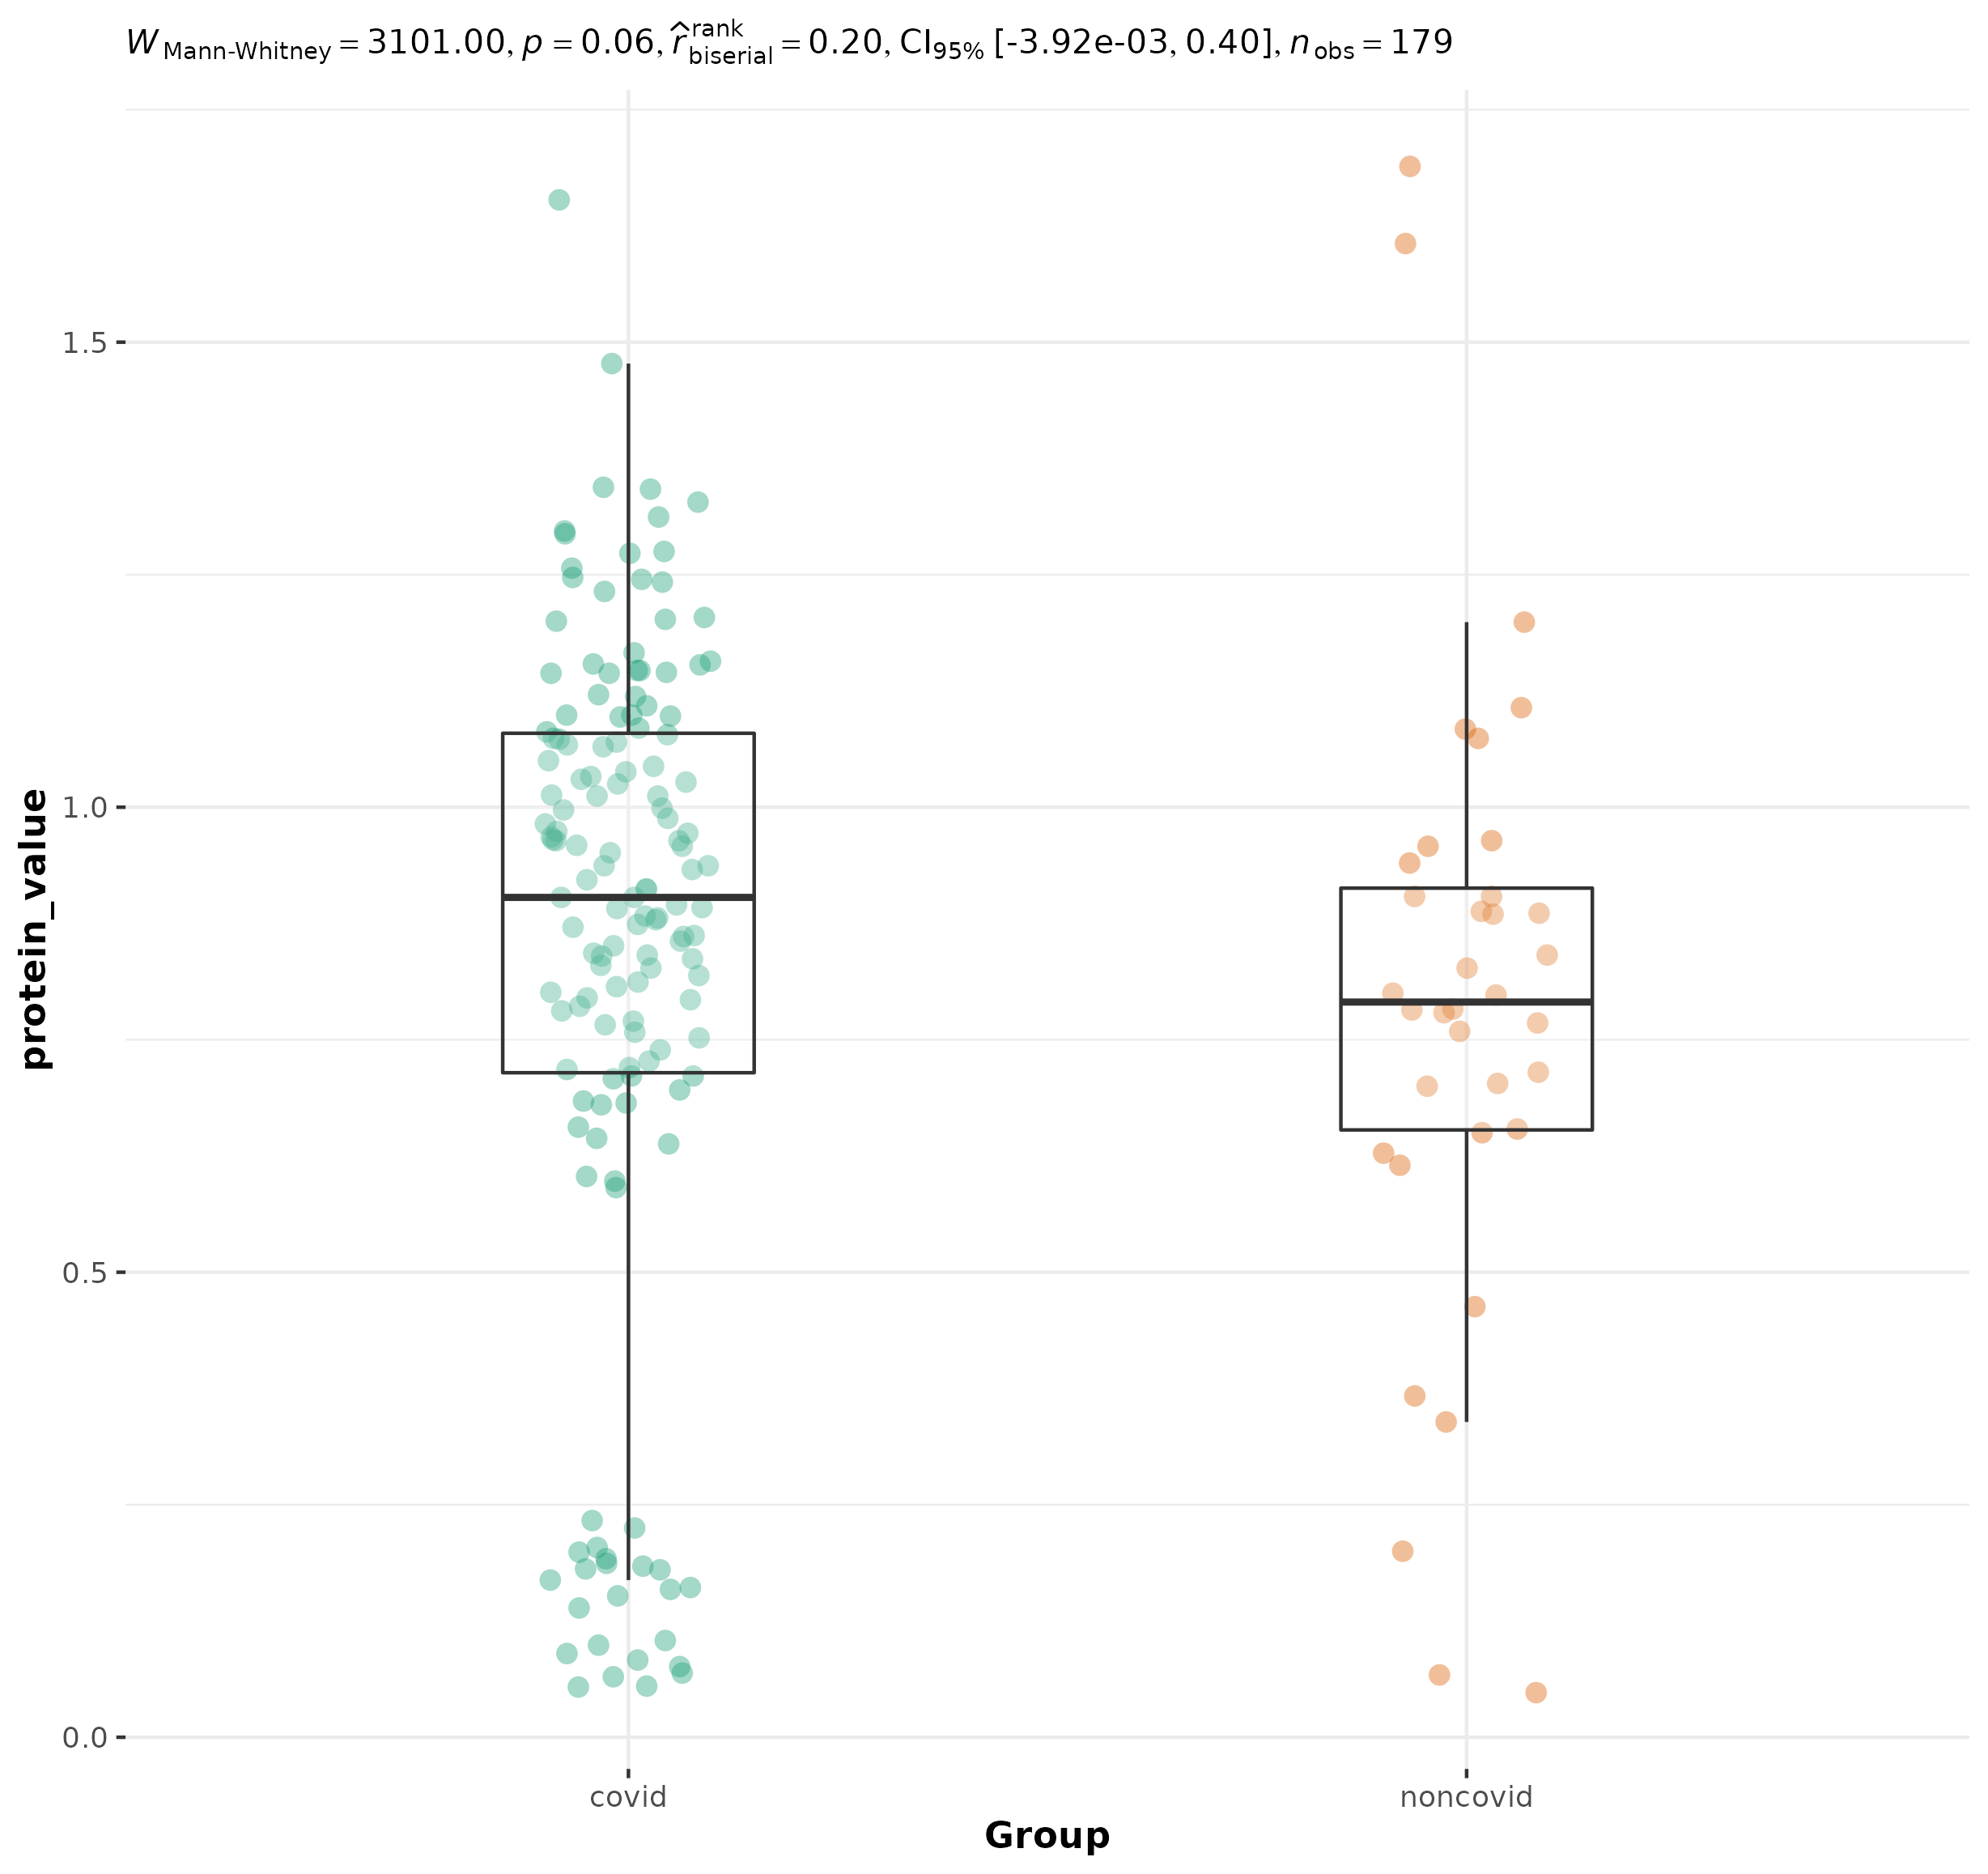 W Mann-Whitney = 3101.00, p = 0.06, r̂ rank biserial = 0.20, CI95% [-3.92e-03, 0.40], n obs = 179
1.5
1.0
0.5
0.0
protein_value
covid noncovid
Group